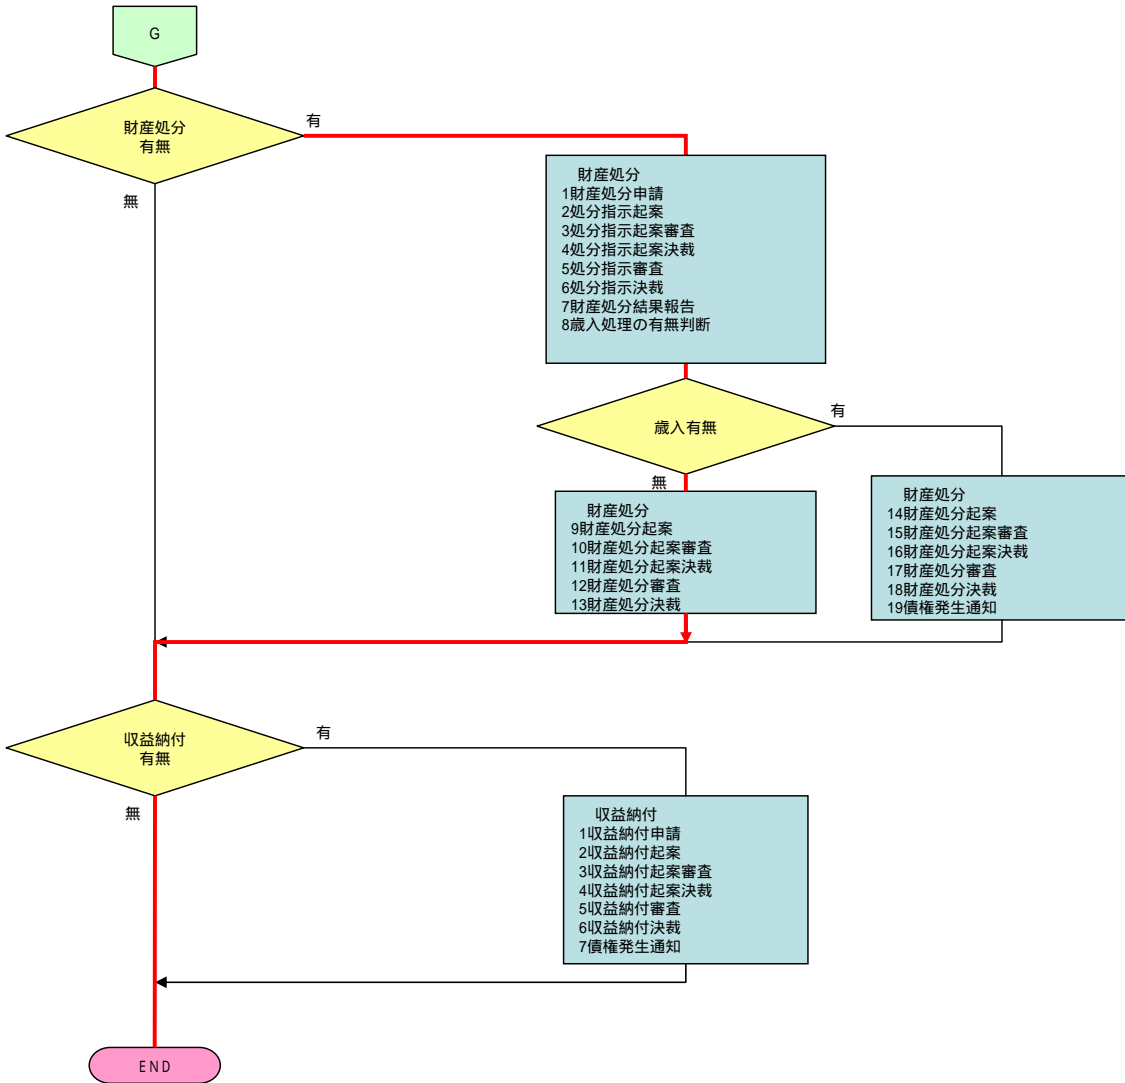 G
財産処分
有無
有
無
財産処分
1財産処分申請
2処分指示起案
3処分指示起案審査
4処分指示起案決裁
5処分指示審査
6処分指示決裁
7財産処分結果報告
8歳入処理の有無判断
歳入有無
有
無
財産処分
9財産処分起案
10財産処分起案審査
11財産処分起案決裁
12財産処分審査
13財産処分決裁
財産処分
14財産処分起案
15財産処分起案審査
16財産処分起案決裁
17財産処分審査
18財産処分決裁
19債権発生通知
収益納付
有無
有
無
収益納付
1収益納付申請
2収益納付起案
3収益納付起案審査
4収益納付起案決裁
5収益納付審査
6収益納付決裁
7債権発生通知
END